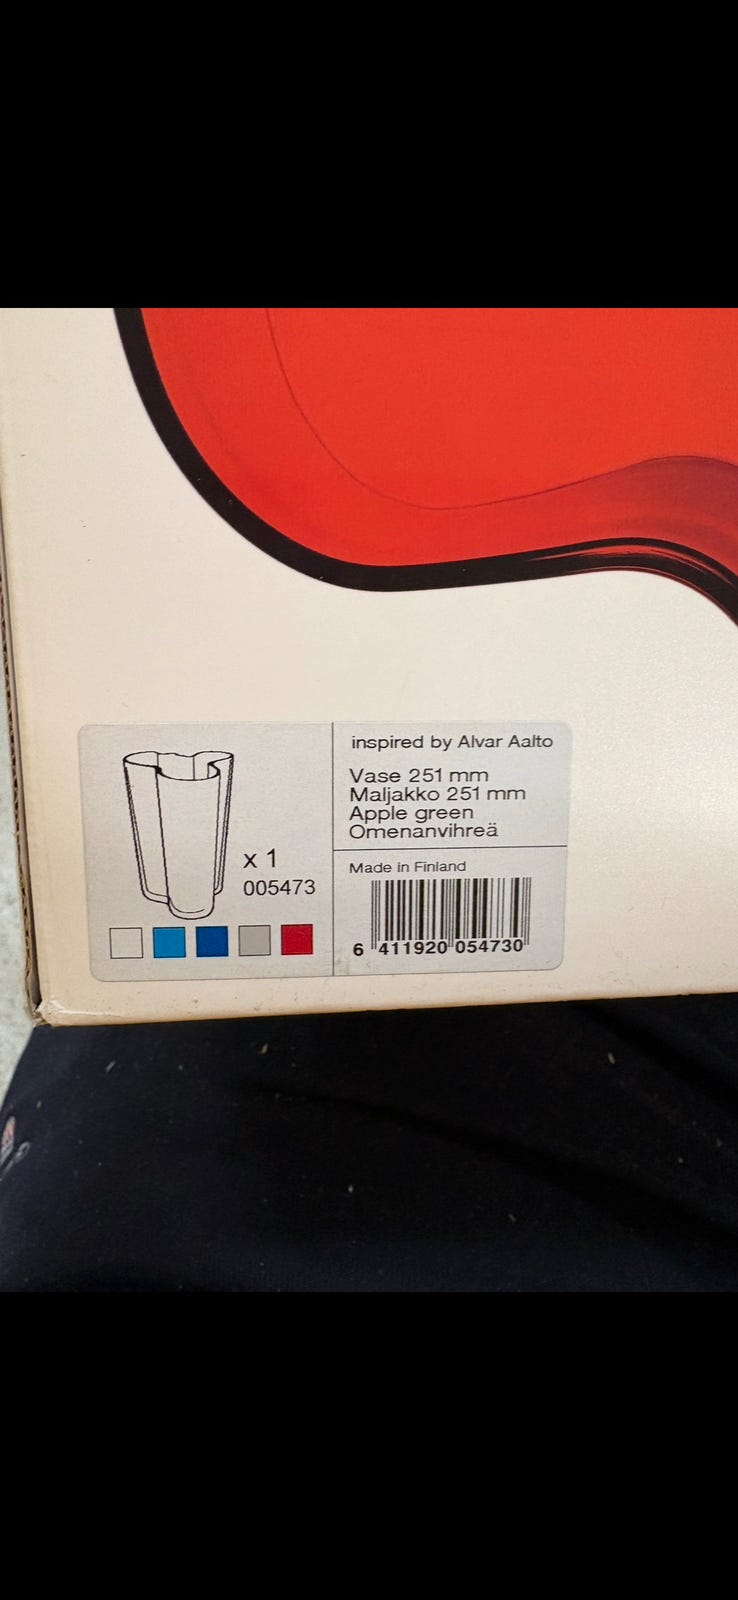 inspired by Alvar Aalto
Vase 251 mm
Maljakko 251 mm
Apple green
Omenanvihreä
x 1
005473
Made in Finland
6 411920 054730